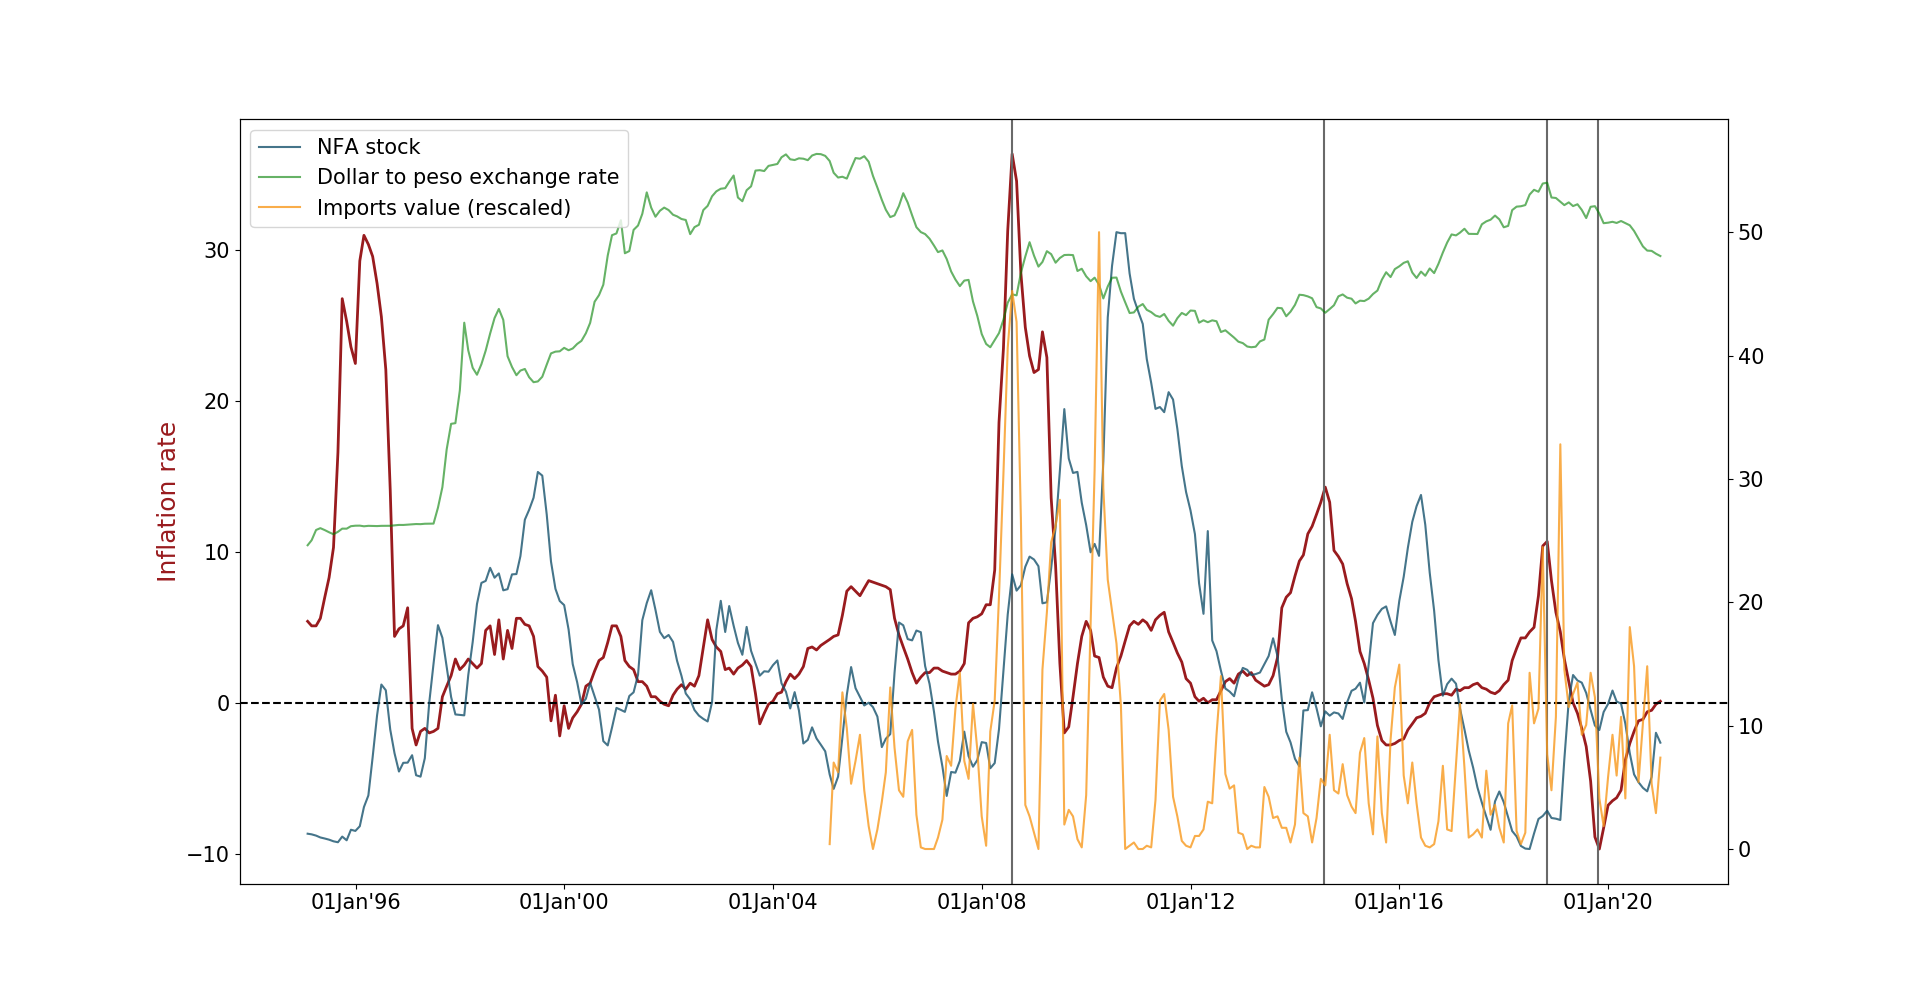 NFA stock
Dollar to peso exchange rate
Imports value (rescaled)
Inflation rate
30
20
10
0
−10
50
40
30
20
10
0
01Jan'96 01Jan'00 01Jan'04 01Jan'08 01Jan'12 01Jan'16 01Jan'20